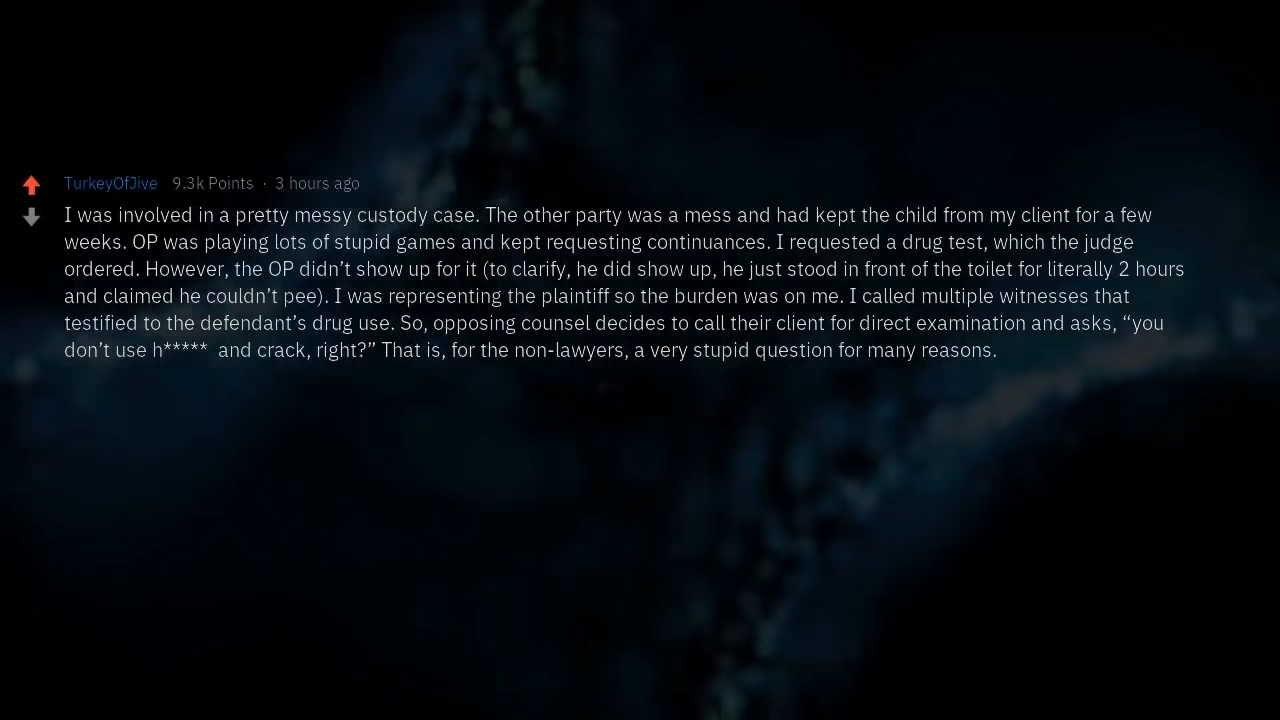 TurkeyOfJive 9.3k Points · 3 hours ago
I was involved in a pretty messy custody case. The other party was a mess and had kept the child from my client for a few
weeks. OP was playing lots of stupid games and kept requesting continuances. I requested a drug test, which the judge
ordered. However, the OP didn’t show up for it (to clarify, he did show up, he just stood in front of the toilet for literally 2 hours
and claimed he couldn’t pee). I was representing the plaintiff so the burden was on me. I called multiple witnesses that
testified to the defendant’s drug use. So, opposing counsel decides to call their client for direct examination and asks, “you
don’t use h***** and crack, right?” That is, for the non-lawyers, a very stupid question for many reasons.